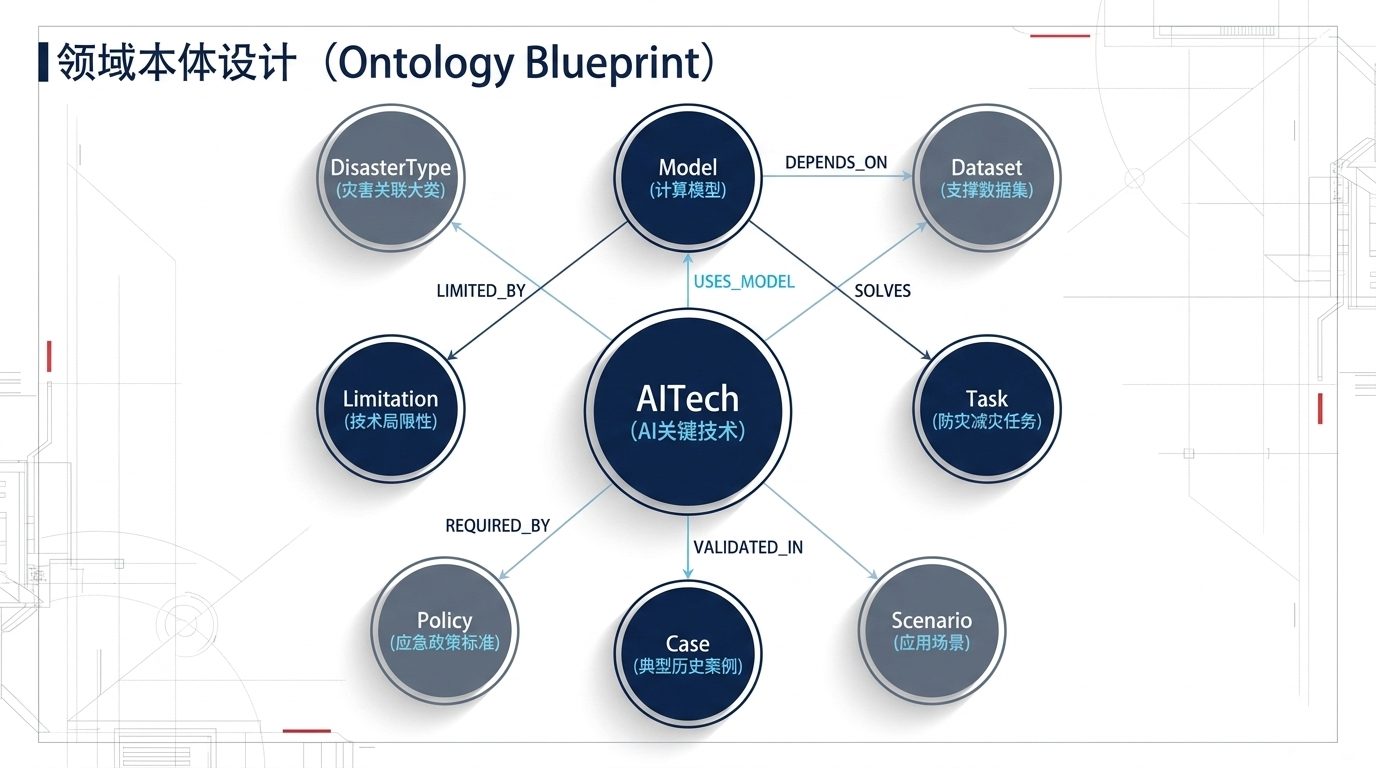 领域本体设计（Ontology Blueprint）
DisasterType
(灾害关联大类)
Model
(计算模型)
DEPENDS_ON
Dataset
(支撑数据集)
LIMITED_BY
USES_MODEL
SOLVES
Limitation
(技术局限性)
AITech
(AI关键技术)
Task
(防灾减灾任务)
REQUIRED_BY
VALIDATED_IN
Policy
(应急政策标准)
Case
(典型历史案例)
Scenario
(应用场景)